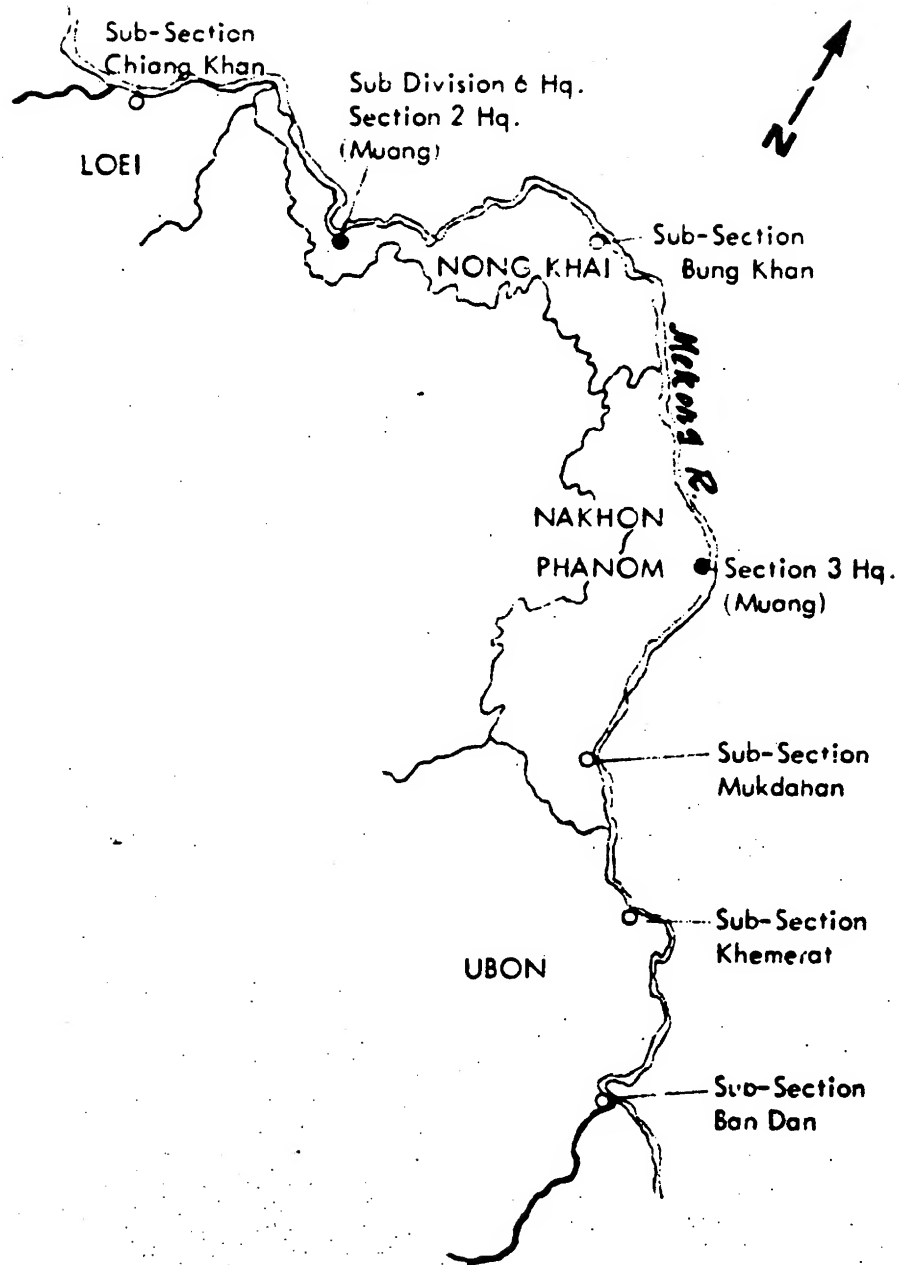 Sub-Section
Chiang Khan
Sub Division 6 Hq.
Section 2 Hq.
(Muang)
N
LOEI
Sub-Section
Bung Khan
NONG KHAI
Mekong R.
NAKHON
PHANOM
Section 3 Hq.
(Muang)
Sub-Section
Mukdahan
Sub-Section
Khemerat
UBON
Sub-Section
Ban Dan